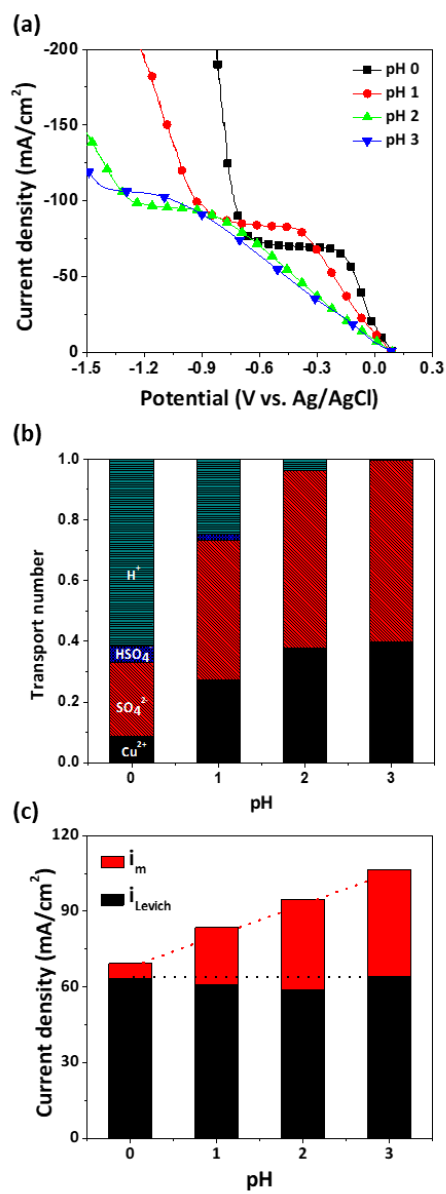 (a)
-200
-150
-100
-50
0
Current density (mA/cm²)
pH 0
pH 1
pH 2
pH 3
-1.5 -1.2 -0.9 -0.6 -0.3 0.0 0.3
Potential (V vs. Ag/AgCl)
(b)
1.0
0.8
0.6
0.4
0.2
0.0
Transport number
H⁺
HSO₄⁻
SO₄²⁻
Cu²⁺
0 1 2 3
pH
(c)
120
90
60
30
0
Current density (mA/cm²)
iₘ
i_Levich
0 1 2 3
pH